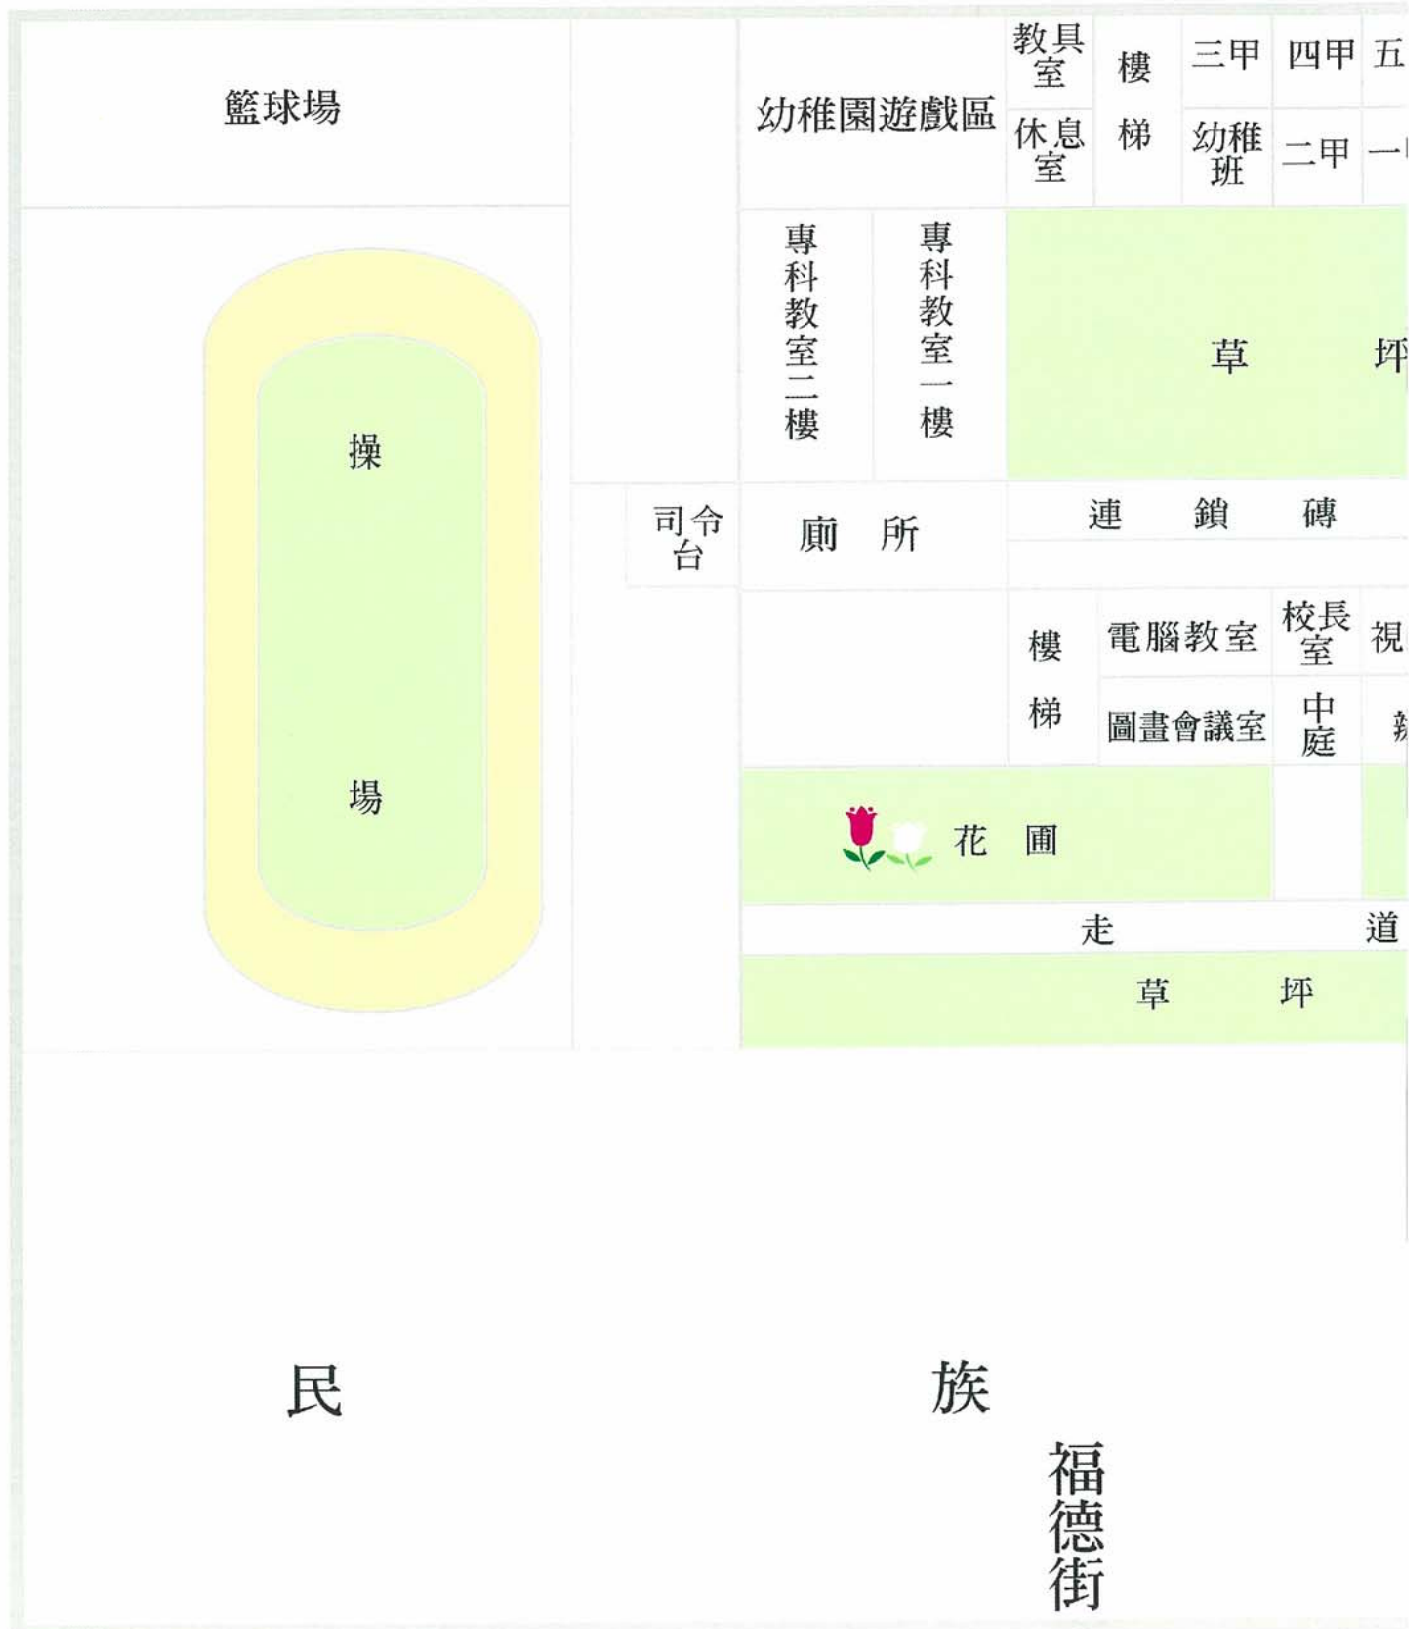 籃球場
幼稚園遊戲區
教具室
休息室
樓梯
三甲
四甲
五
幼稚班
二甲
一
專科教室二樓
專科教室一樓
草坪
操場
司令台
廁所
連鎖磚
樓梯
電腦教室
校長室
視
圖畫會議室
中庭
花圃
走道
草坪
民族
福德街